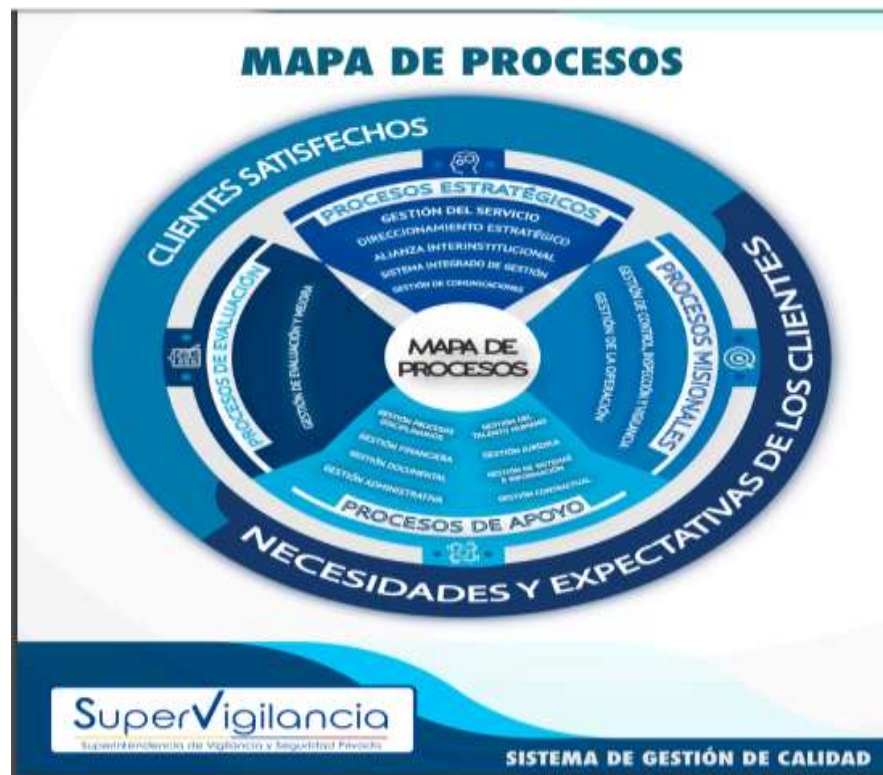 MAPA DE PROCESOS
CLIENTES SATISFECHOS
PROCESOS ESTRATÉGICOS
GESTIÓN DEL SERVICIO
DIRECCIONAMIENTO ESTRATÉGICO
ALIANZA INTERINSTITUCIONAL
SISTEMA INTEGRADO DE GESTIÓN
GESTIÓN DE COMUNICACIONES
PROCESOS MISIONALES
GESTIÓN DE CONTROL, INSPECCIÓN Y VIGILANCIA
GESTIÓN DE LA OPERACIÓN
PROCESOS DE EVALUACIÓN
GESTIÓN DE EVALUACIÓN Y MEJORA
MAPA DE
PROCESOS
GESTIÓN PROCESOS
DISCIPLINARIOS
GESTIÓN FINANCIERA
GESTIÓN DOCUMENTAL
GESTIÓN ADMINISTRATIVA
GESTIÓN DEL
TALENTO HUMANO
GESTIÓN JURÍDICA
GESTIÓN DE SISTEMAS
E INFORMACIÓN
GESTIÓN CONTRACTUAL
PROCESOS DE APOYO
NECESIDADES Y EXPECTATIVAS DE LOS CLIENTES
SuperVigilancia
Superintendencia de Vigilancia y Seguridad Privada
SISTEMA DE GESTIÓN DE CALIDAD